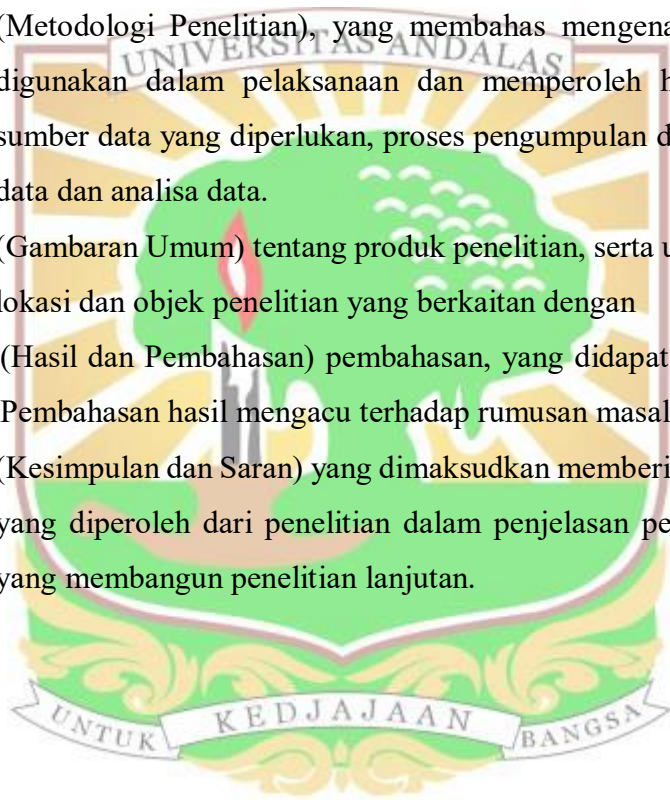 (Metodologi Penelitian), yang membahas mengena
UNIVERSITAS ANDALAS
digunakan dalam pelaksanaan dan memperoleh h
sumber data yang diperlukan, proses pengumpulan d
data dan analisa data.
(Gambaran Umum) tentang produk penelitian, serta u
lokasi dan objek penelitian yang berkaitan dengan
(Hasil dan Pembahasan) pembahasan, yang didapat
Pembahasan hasil mengacu terhadap rumusan masal
(Kesimpulan dan Saran) yang dimaksudkan memberi
yang diperoleh dari penelitian dalam penjelasan pe
yang membangun penelitian lanjutan.
UNTUK KEDJAJAAN BANGSA